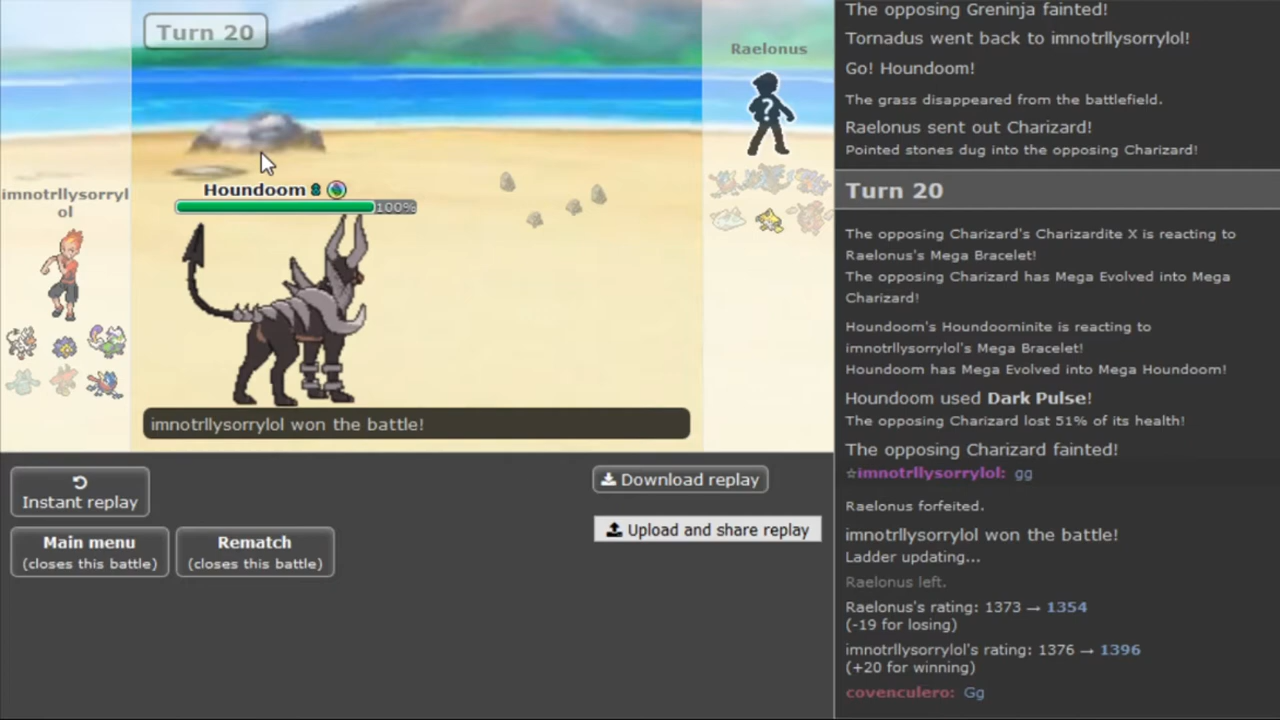 Turn 20
Raelonus
imnotrllysorryl
ol
Houndoom
100%
?
imnotrllysorrylol won the battle!
Instant replay
Download replay
Upload and share replay
Main menu
(closes this battle)
Rematch
(closes this battle)
The opposing Greninja fainted!
Tornadus went back to imnotrllysorrylol!
Go! Houndoom!
The grass disappeared from the battlefield.
Raelonus sent out Charizard!
Pointed stones dug into the opposing Charizard!
Turn 20
The opposing Charizard's Charizardite X is reacting to
Raelonus's Mega Bracelet!
The opposing Charizard has Mega Evolved into Mega
Charizard!
Houndoom's Houndoominite is reacting to
imnotrllysorrylol's Mega Bracelet!
Houndoom has Mega Evolved into Mega Houndoom!
Houndoom used Dark Pulse!
The opposing Charizard lost 51% of its health!
The opposing Charizard fainted!
☆imnotrllysorrylol: gg
Raelonus forfeited.
imnotrllysorrylol won the battle!
Ladder updating...
Raelonus left.
Raelonus's rating: 1373 → 1354
(-19 for losing)
imnotrllysorrylol's rating: 1376 → 1396
(+20 for winning)
covenculero: Gg